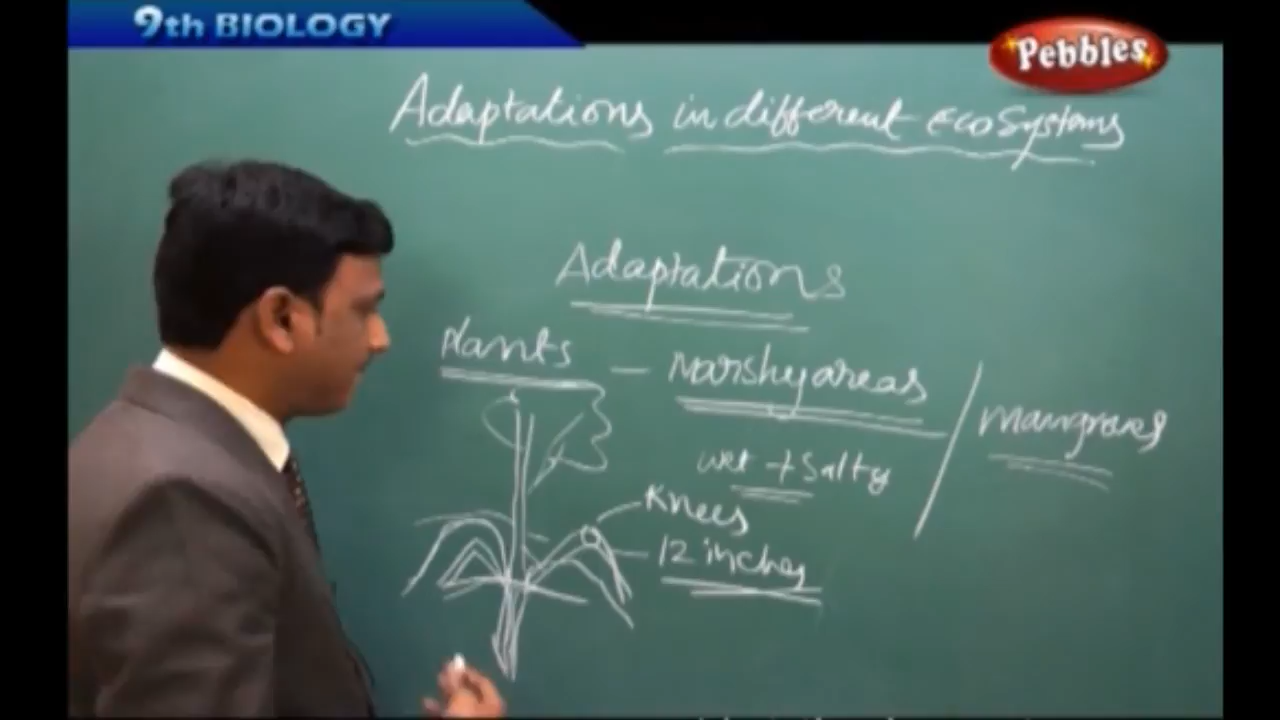 9th BIOLOGY
Pebbles
Adaptations in different EcoSystems
Adaptations
Plants — Marshy areas / Mangroves
wet + Salty
Knees
12 inches